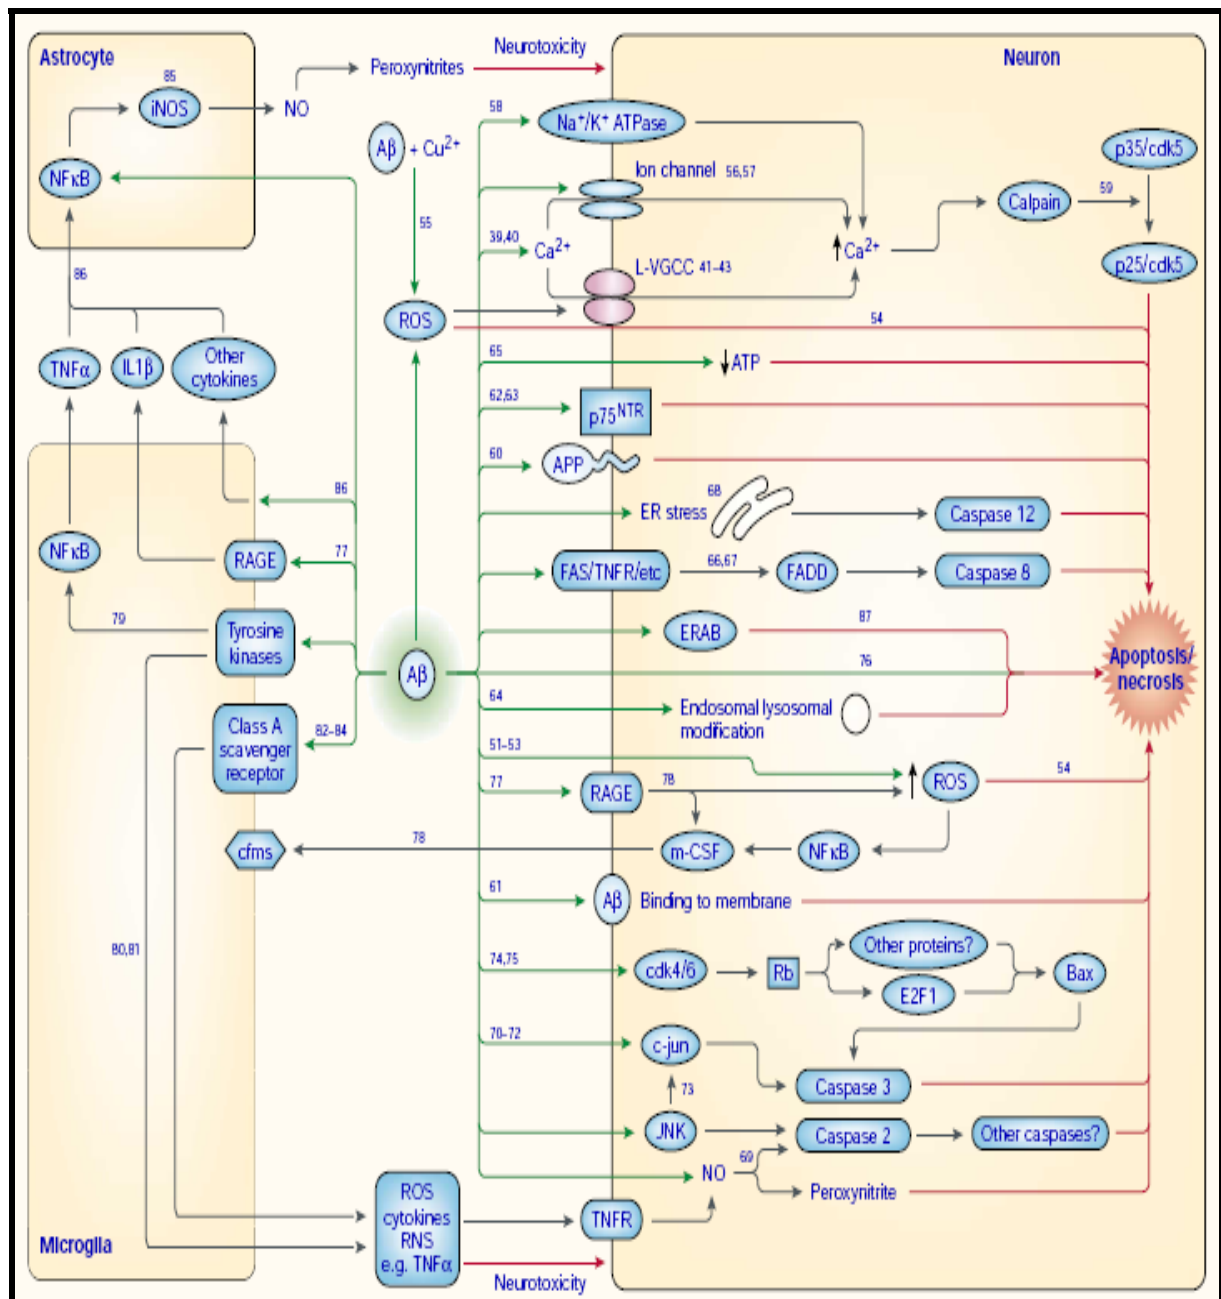 Astrocyte
85
iNOS
NO
NFκB
Peroxynitrites
Neurotoxicity
Neuron
58
Na⁺/K⁺ ATPase
Aβ + Cu²⁺
55
Ion channel 56,57
39,40
Ca²⁺
Ca²⁺
L-VGCC 41–43
Calpain
59
p35/cdk5
p25/cdk5
86
TNFα
IL1β
Other
cytokines
ROS
54
65
ATP
62,63
p75ᴺᵀᴿ
60
APP
86
68
ER stress
Caspase 12
NFκB
RAGE
77
FAS/TNFR/etc
66,67
FADD
Caspase 8
79
Tyrosine
kinases
Aβ
ERAB
87
76
Apoptosis/
necrosis
64
Endosomal lysosomal
modification
Class A
scavenger
receptor
82–84
51–53
ROS
54
77
RAGE
78
cfms
78
m-CSF
NFκB
61
Aβ
Binding to membrane
80,81
74,75
cdk4/6
Rb
Other proteins?
E2F1
Bax
70–72
c-jun
73
Caspase 3
JNK
Caspase 2
Other caspases?
69
NO
Peroxynitrite
ROS
cytokines
RNS
e.g. TNFα
TNFR
Microglia
Neurotoxicity